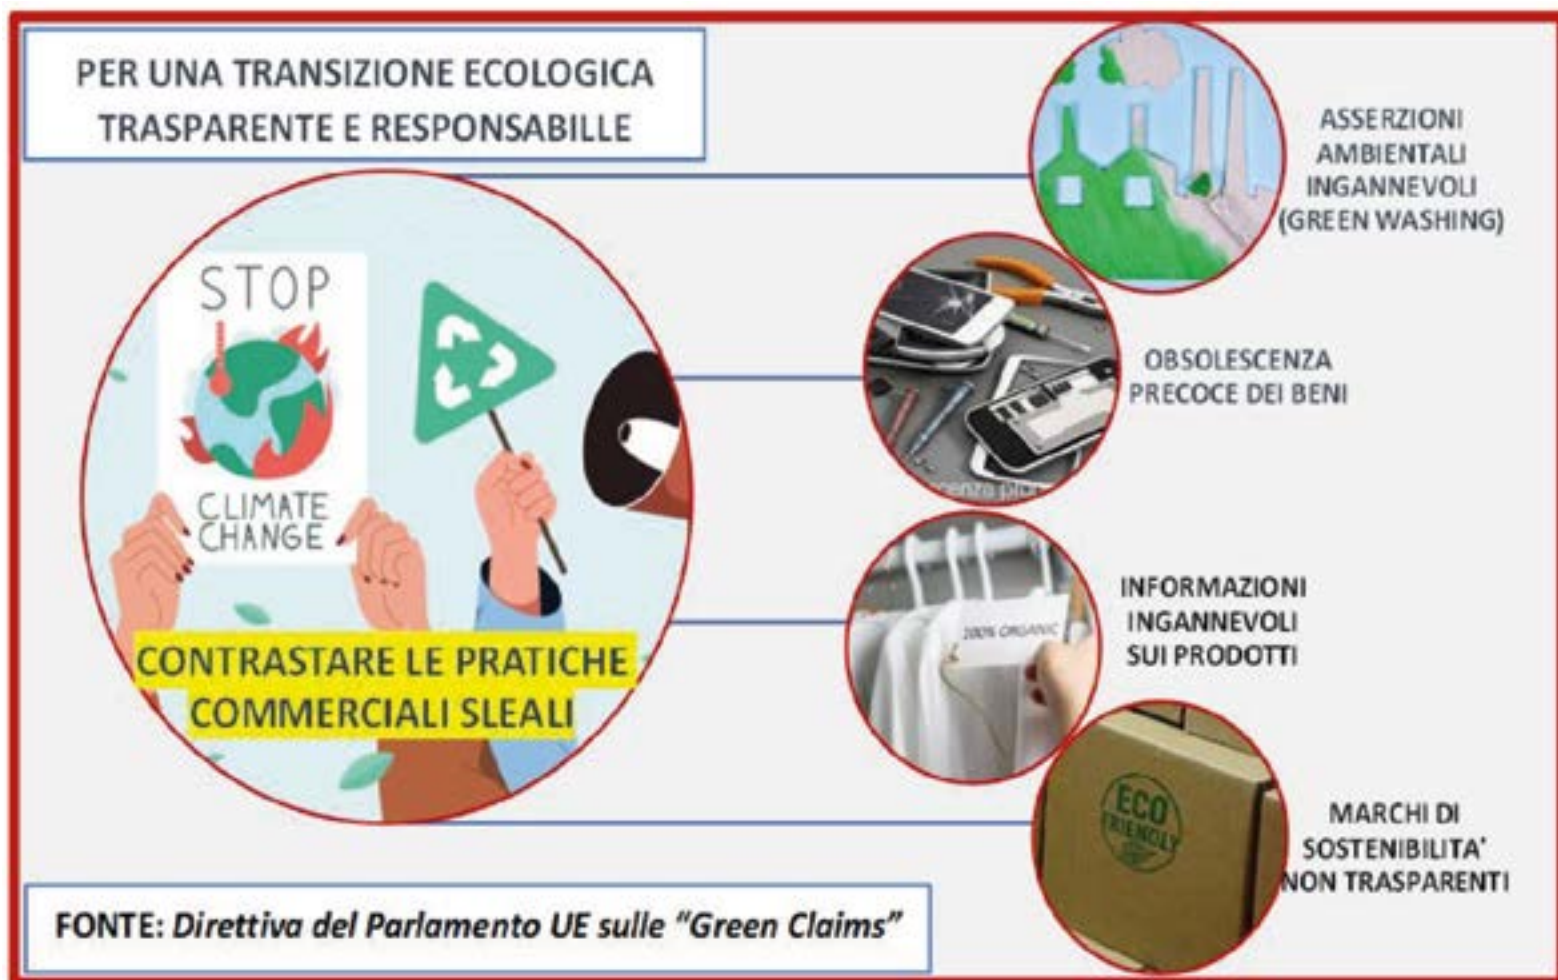 PER UNA TRANSIZIONE ECOLOGICA
TRASPARENTE E RESPONSABILLE
STOP
CLIMATE
CHANGE
CONTRASTARE LE PRATICHE
COMMERCIALI SLEALI
ASSERZIONI
AMBIENTALI
INGANNEVOLI
(GREEN WASHING)
OBSOLESCENZA
PRECOCE DEI BENI
INFORMAZIONI
INGANNEVOLI
SUI PRODOTTI
100% ORGANIC
ECO
FRIENDLY
MARCHI DI
SOSTENIBILITA'
NON TRASPARENTI
FONTE: Direttiva del Parlamento UE sulle “Green Claims”